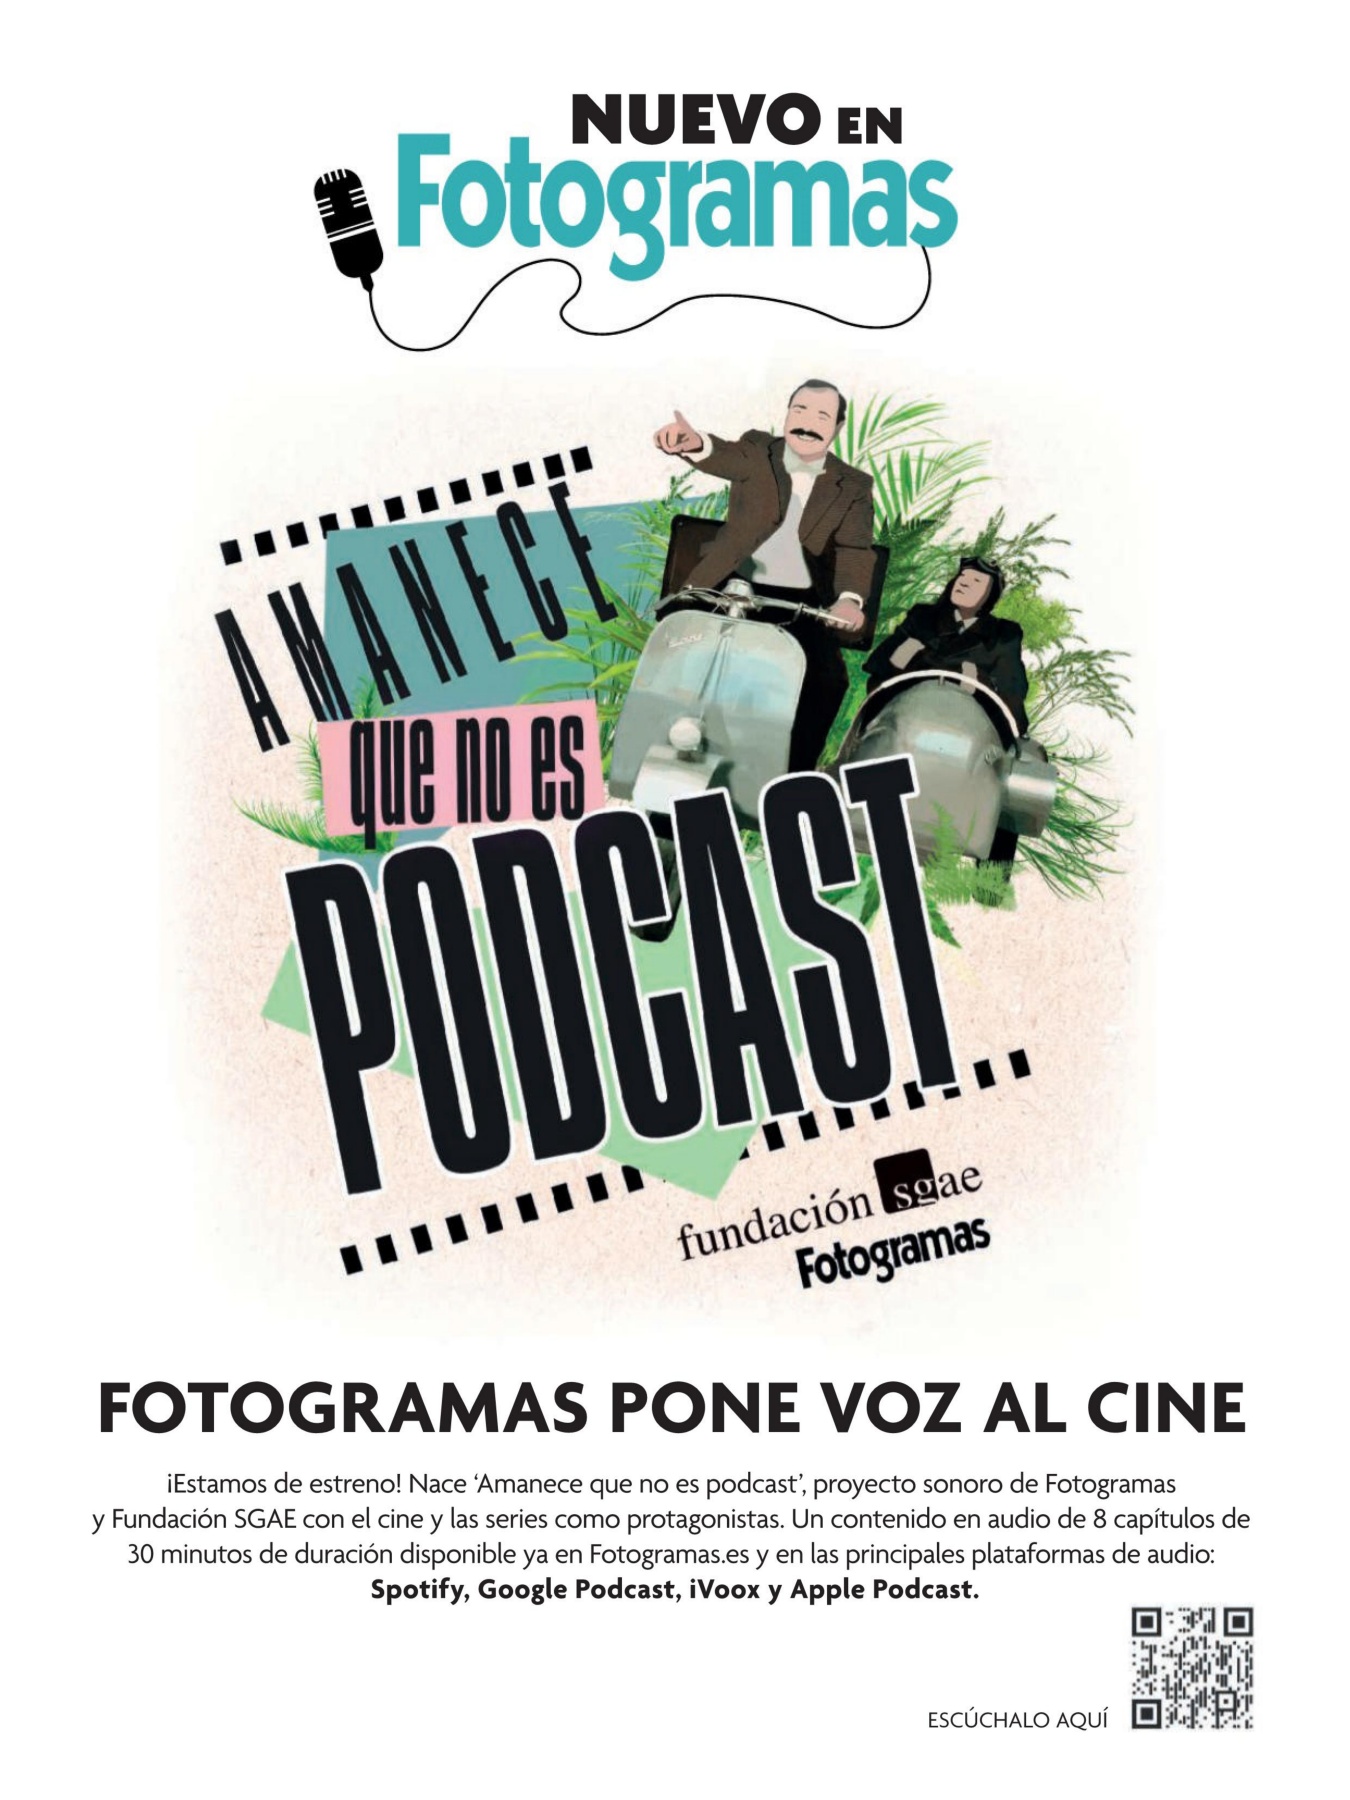 NUEVO EN
Fotogramas
AMANECE
que no es
PODCAST
fundación sgae
Fotogramas
FOTOGRAMAS PONE VOZ AL CINE
¡Estamos de estreno! Nace ‘Amanece que no es podcast’, proyecto sonoro de Fotogramas
y Fundación SGAE con el cine y las series como protagonistas. Un contenido en audio de 8 capítulos de
30 minutos de duración disponible ya en Fotogramas.es y en las principales plataformas de audio:
Spotify, Google Podcast, iVoox y Apple Podcast.
ESCÚCHALO AQUÍ